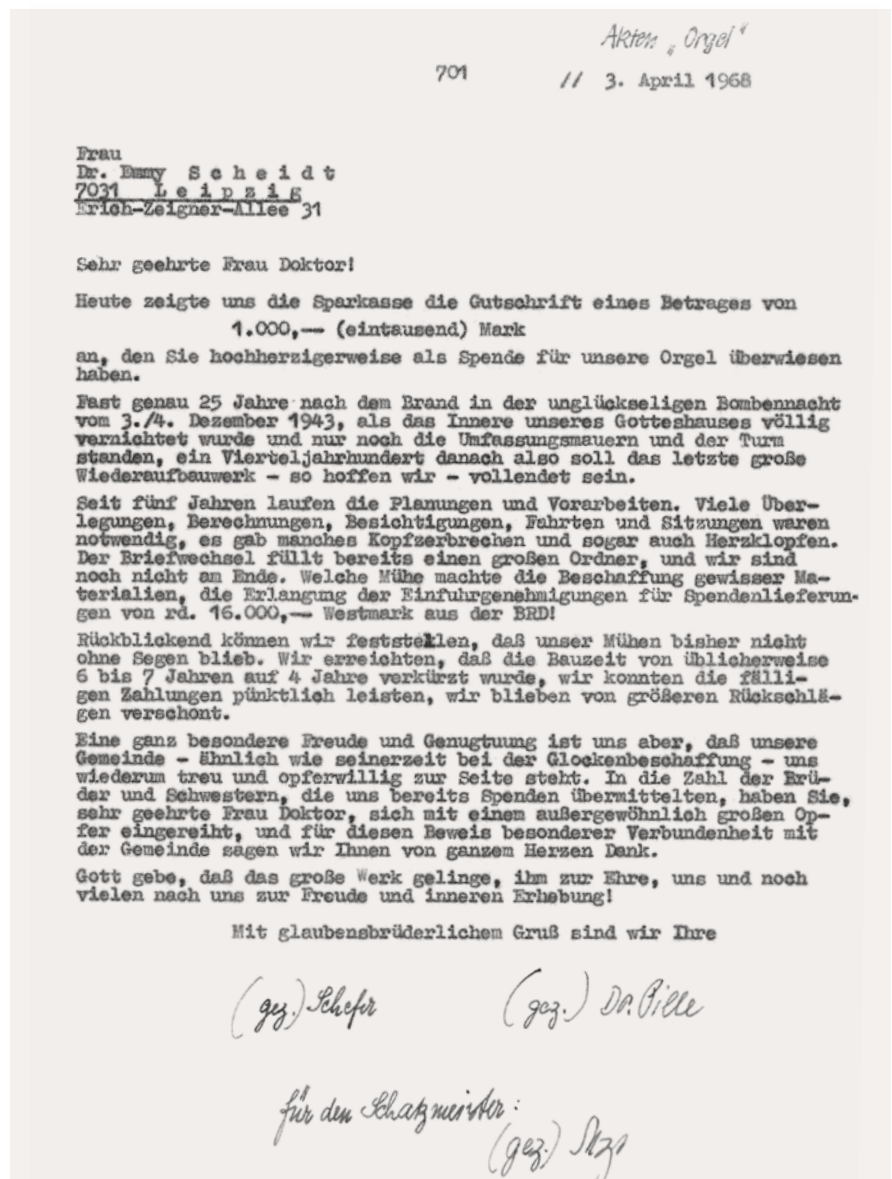 Akten „Orgel"
701
// 3. April 1968
Frau
Dr. Emmy S c h e i d t
7031 L e i p z i g
Erich-Zeigner-Allee 31
Sehr geehrte Frau Doktor!
Heute zeigte uns die Sparkasse die Gutschrift eines Betrages von
1.000,-- (eintausend) Mark
an, den Sie hochherzigerweise als Spende für unsere Orgel überwiesen
haben.
Fast genau 25 Jahre nach dem Brand in der unglückseligen Bombennacht
vom 3./4. Dezember 1943, als das Innere unseres Gotteshauses völlig
vernichtet wurde und nur noch die Umfassungsmauern und der Turm
standen, ein Vierteljahrhundert danach also soll das letzte große
Wiederaufbauwerk - so hoffen wir - vollendet sein.
Seit fünf Jahren laufen die Planungen und Vorarbeiten. Viele Über-
legungen, Berechnungen, Besichtigungen, Fahrten und Sitzungen waren
notwendig, es gab manches Kopfzerbrechen und sogar auch Herzklopfen.
Der Briefwechsel füllt bereits einen großen Ordner, und wir sind
noch nicht am Ende. Welche Mühe machte die Beschaffung gewisser Ma-
terialien, die Erlangung der Einfuhrgenehmigungen für Spendenlieferun-
gen von rd. 16.000,-- Westmark aus der BRD!
Rückblickend können wir feststellen, daß unser Mühen bisher nicht
ohne Segen blieb. Wir erreichten, daß die Bauzeit von üblicherweise
6 bis 7 Jahren auf 4 Jahre verkürzt wurde, wir konnten die fälli-
gen Zahlungen pünktlich leisten, wir blieben von größeren Rückschlä-
gen verschont.
Eine ganz besondere Freude und Genugtuung ist uns aber, daß unsere
Gemeinde - ähnlich wie seinerzeit bei der Glockenbeschaffung - uns
wiederum treu und opferwillig zur Seite steht. In die Zahl der Brü-
der und Schwestern, die uns bereits Spenden übermittelten, haben Sie,
sehr geehrte Frau Doktor, sich mit einem außergewöhnlich großen Op-
fer eingereiht, und für diesen Beweis besonderer Verbundenheit mit
der Gemeinde sagen wir Ihnen von ganzem Herzen Dank.
Gott gebe, daß das große Werk gelinge, ihm zur Ehre, uns und noch
vielen nach uns zur Freude und inneren Erhebung!
Mit glaubensbrüderlichem Gruß sind wir Ihre
(gez.) Schefer (gez.) Dr. Pille
für den Schatzmeister:
(gez.)